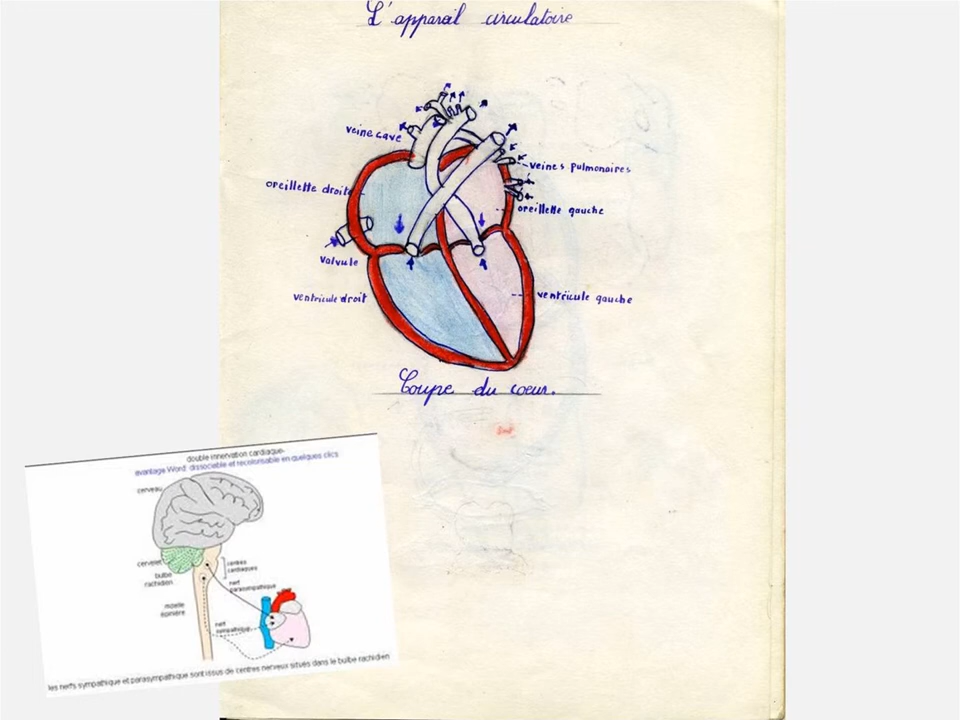 L'appareil circulatoire
veine cave
veines pulmonaires
oreillette droite
oreillette gauche
valvule
ventricule droit
ventricule gauche
Coupe du coeur.
double innervation cardiaque-
avantage Word: dissociable et recolorisable en quelques clics
cerveau
cervelet
bulbe
rachidien
centres
cardiaques
nerf
parasympathique
moelle
épinière
nerf
sympathique
les nerfs sympathique et parasympathique sont issus de centres nerveux situés dans le bulbe rachidien